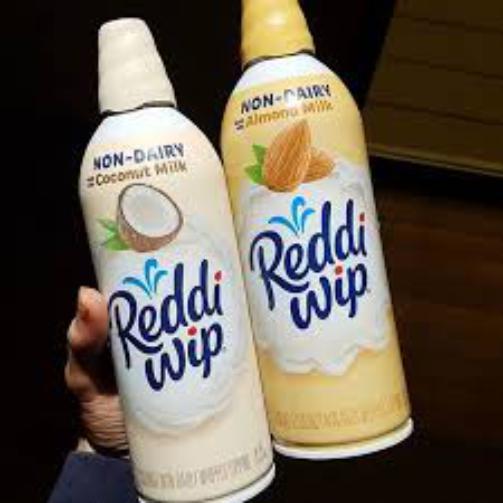 NON-DAIRY
Coconut Milk
Reddi
wip
NON-DAIRY
Almond Milk
Reddi
wip